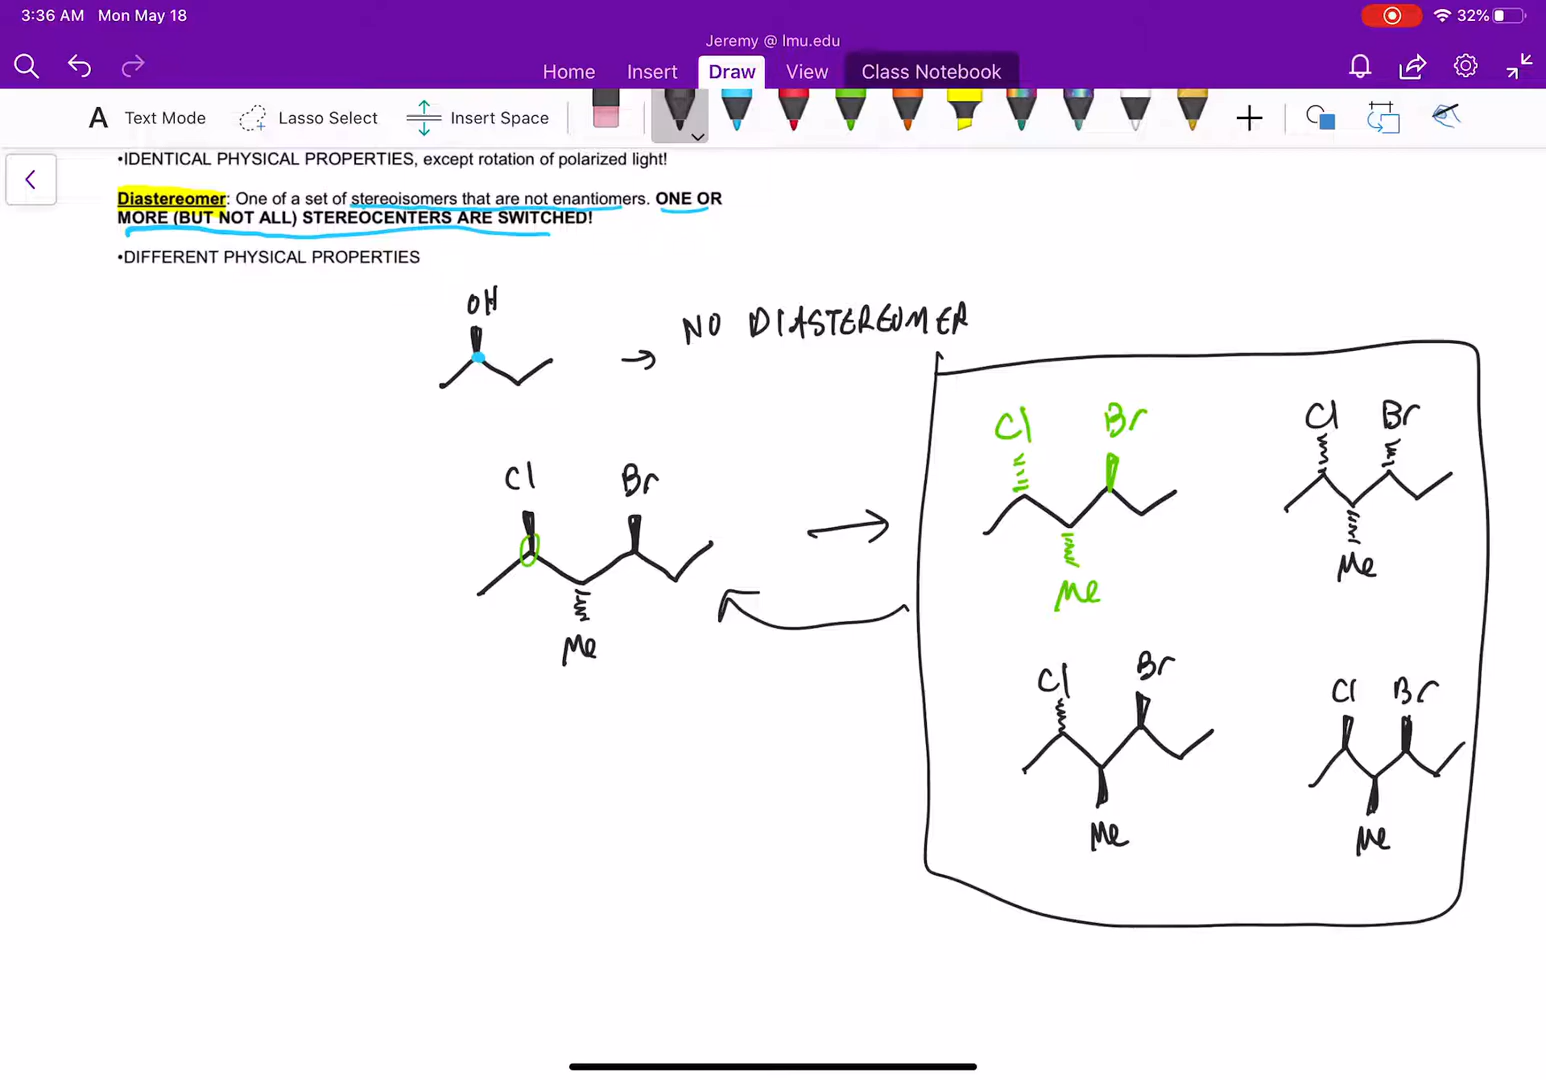 3:36 AM Mon May 18
32%
Jeremy @ lmu.edu
Home Insert Draw View Class Notebook
A Text Mode Lasso Select Insert Space
•IDENTICAL PHYSICAL PROPERTIES, except rotation of polarized light!
Diastereomer: One of a set of stereoisomers that are not enantiomers. ONE OR
MORE (BUT NOT ALL) STEREOCENTERS ARE SWITCHED!
•DIFFERENT PHYSICAL PROPERTIES
OH
NO DIASTEREOMER
Cl Br
Me
Cl Br
Me
Cl Br
Me
Cl Br
Me
Cl Br
Me